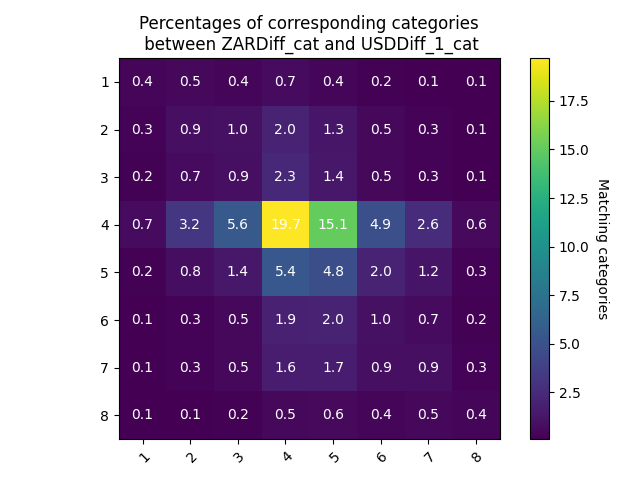 Percentages of corresponding categories
between ZARDiff_cat and USDDiff_1_cat
1 0.4 0.5 0.4 0.7 0.4 0.2 0.1 0.1
2 0.3 0.9 1.0 2.0 1.3 0.5 0.3 0.1
3 0.2 0.7 0.9 2.3 1.4 0.5 0.3 0.1
4 0.7 3.2 5.6 19.7 15.1 4.9 2.6 0.6
5 0.2 0.8 1.4 5.4 4.8 2.0 1.2 0.3
6 0.1 0.3 0.5 1.9 2.0 1.0 0.7 0.2
7 0.1 0.3 0.5 1.6 1.7 0.9 0.9 0.3
8 0.1 0.1 0.2 0.5 0.6 0.4 0.5 0.4
1 2 3 4 5 6 7 8
17.5
15.0
12.5
10.0
7.5
5.0
2.5
Matching categories